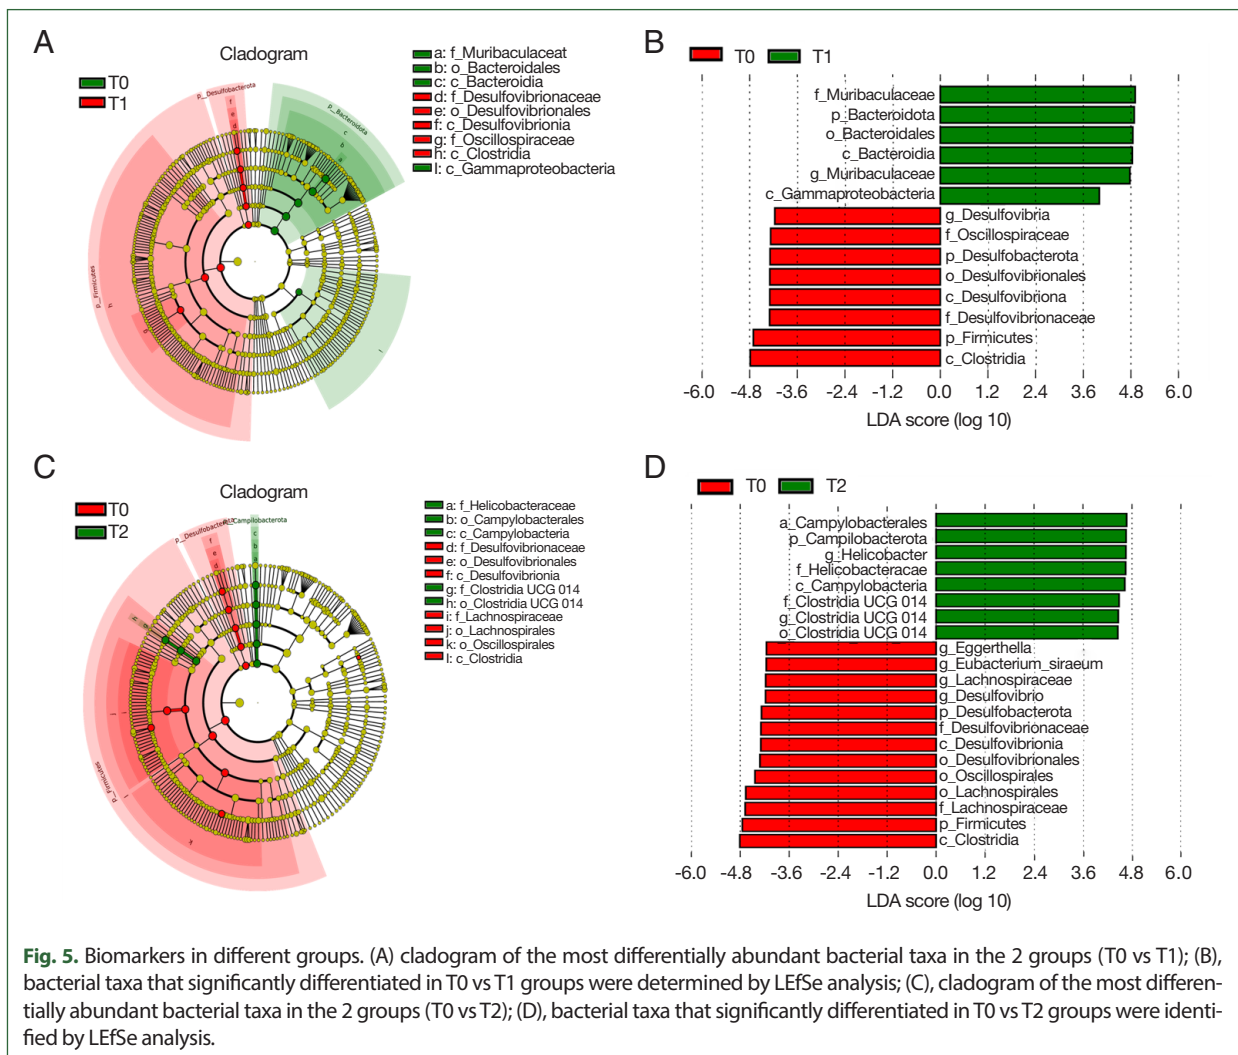 A
Cladogram
T0
T1
p_Desulfobacterota
f
e
d
p_Bacteroidota
c
b
a
p_Firmicutes
h
g
l
a: f_Muribaculaceat
b: o_Bacteroidales
c: c_Bacteroidia
d: f_Desulfovibrionaceae
e: o_Desulfovibrionales
f: c_Desulfovibrionia
g: f_Oscillospiraceae
h: c_Clostridia
l: c_Gammaproteobacteria
B
T0 T1
f_Muribaculaceae
p_Bacteroidota
o_Bacteroidales
c_Bacteroidia
g_Muribaculaceae
c_Gammaproteobacteria
g_Desulfovibria
f_Oscillospiraceae
p_Desulfobacterota
o_Desulfovibrionales
c_Desulfovibriona
f_Desulfovibrionaceae
p_Firmicutes
c_Clostridia
-6.0 -4.8 -3.6 -2.4 -1.2 0.0 1.2 2.4 3.6 4.8 6.0
LDA score (log 10)
C
Cladogram
T0
T2
p_Campilobacterota
c
b
a
f
e
d
p_Firmicutes
a: f_Helicobacteraceae
b: o_Campylobacterales
c: c_Campylobacteria
d: f_Desulfovibrionaceae
e: o_Desulfovibrionales
f: c_Desulfovibrionia
g: f_Clostridia UCG 014
h: o_Clostridia UCG 014
i: f_Lachnospiraceae
j: o_Lachnospirales
k: o_Oscillospirales
l: c_Clostridia
D
T0 T2
a_Campylobacterales
p_Campilobacterota
g_Helicobacter
f_Helicobacteracae
c_Campylobacteria
f_Clostridia UCG 014
g_Clostridia UCG 014
o_Clostridia UCG 014
g_Eggerthella
g_Eubacterium_siraeum
g_Lachnospiraceae
g_Desulfovibrio
p_Desulfobacterota
f_Desulfovibrionaceae
c_Desulfovibrionia
o_Desulfovibrionales
o_Oscillospirales
o_Lachnospirales
f_Lachnospiraceae
p_Firmicutes
c_Clostridia
-6.0 -4.8 -3.6 -2.4 -1.2 0.0 1.2 2.4 3.6 4.8 6.0
LDA score (log 10)
Fig. 5. Biomarkers in different groups. (A) cladogram of the most differentially abundant bacterial taxa in the 2 groups (T0 vs T1); (B),
bacterial taxa that significantly differentiated in T0 vs T1 groups were determined by LEfSe analysis; (C), cladogram of the most differen-
tially abundant bacterial taxa in the 2 groups (T0 vs T2); (D), bacterial taxa that significantly differentiated in T0 vs T2 groups were identi-
fied by LEfSe analysis.